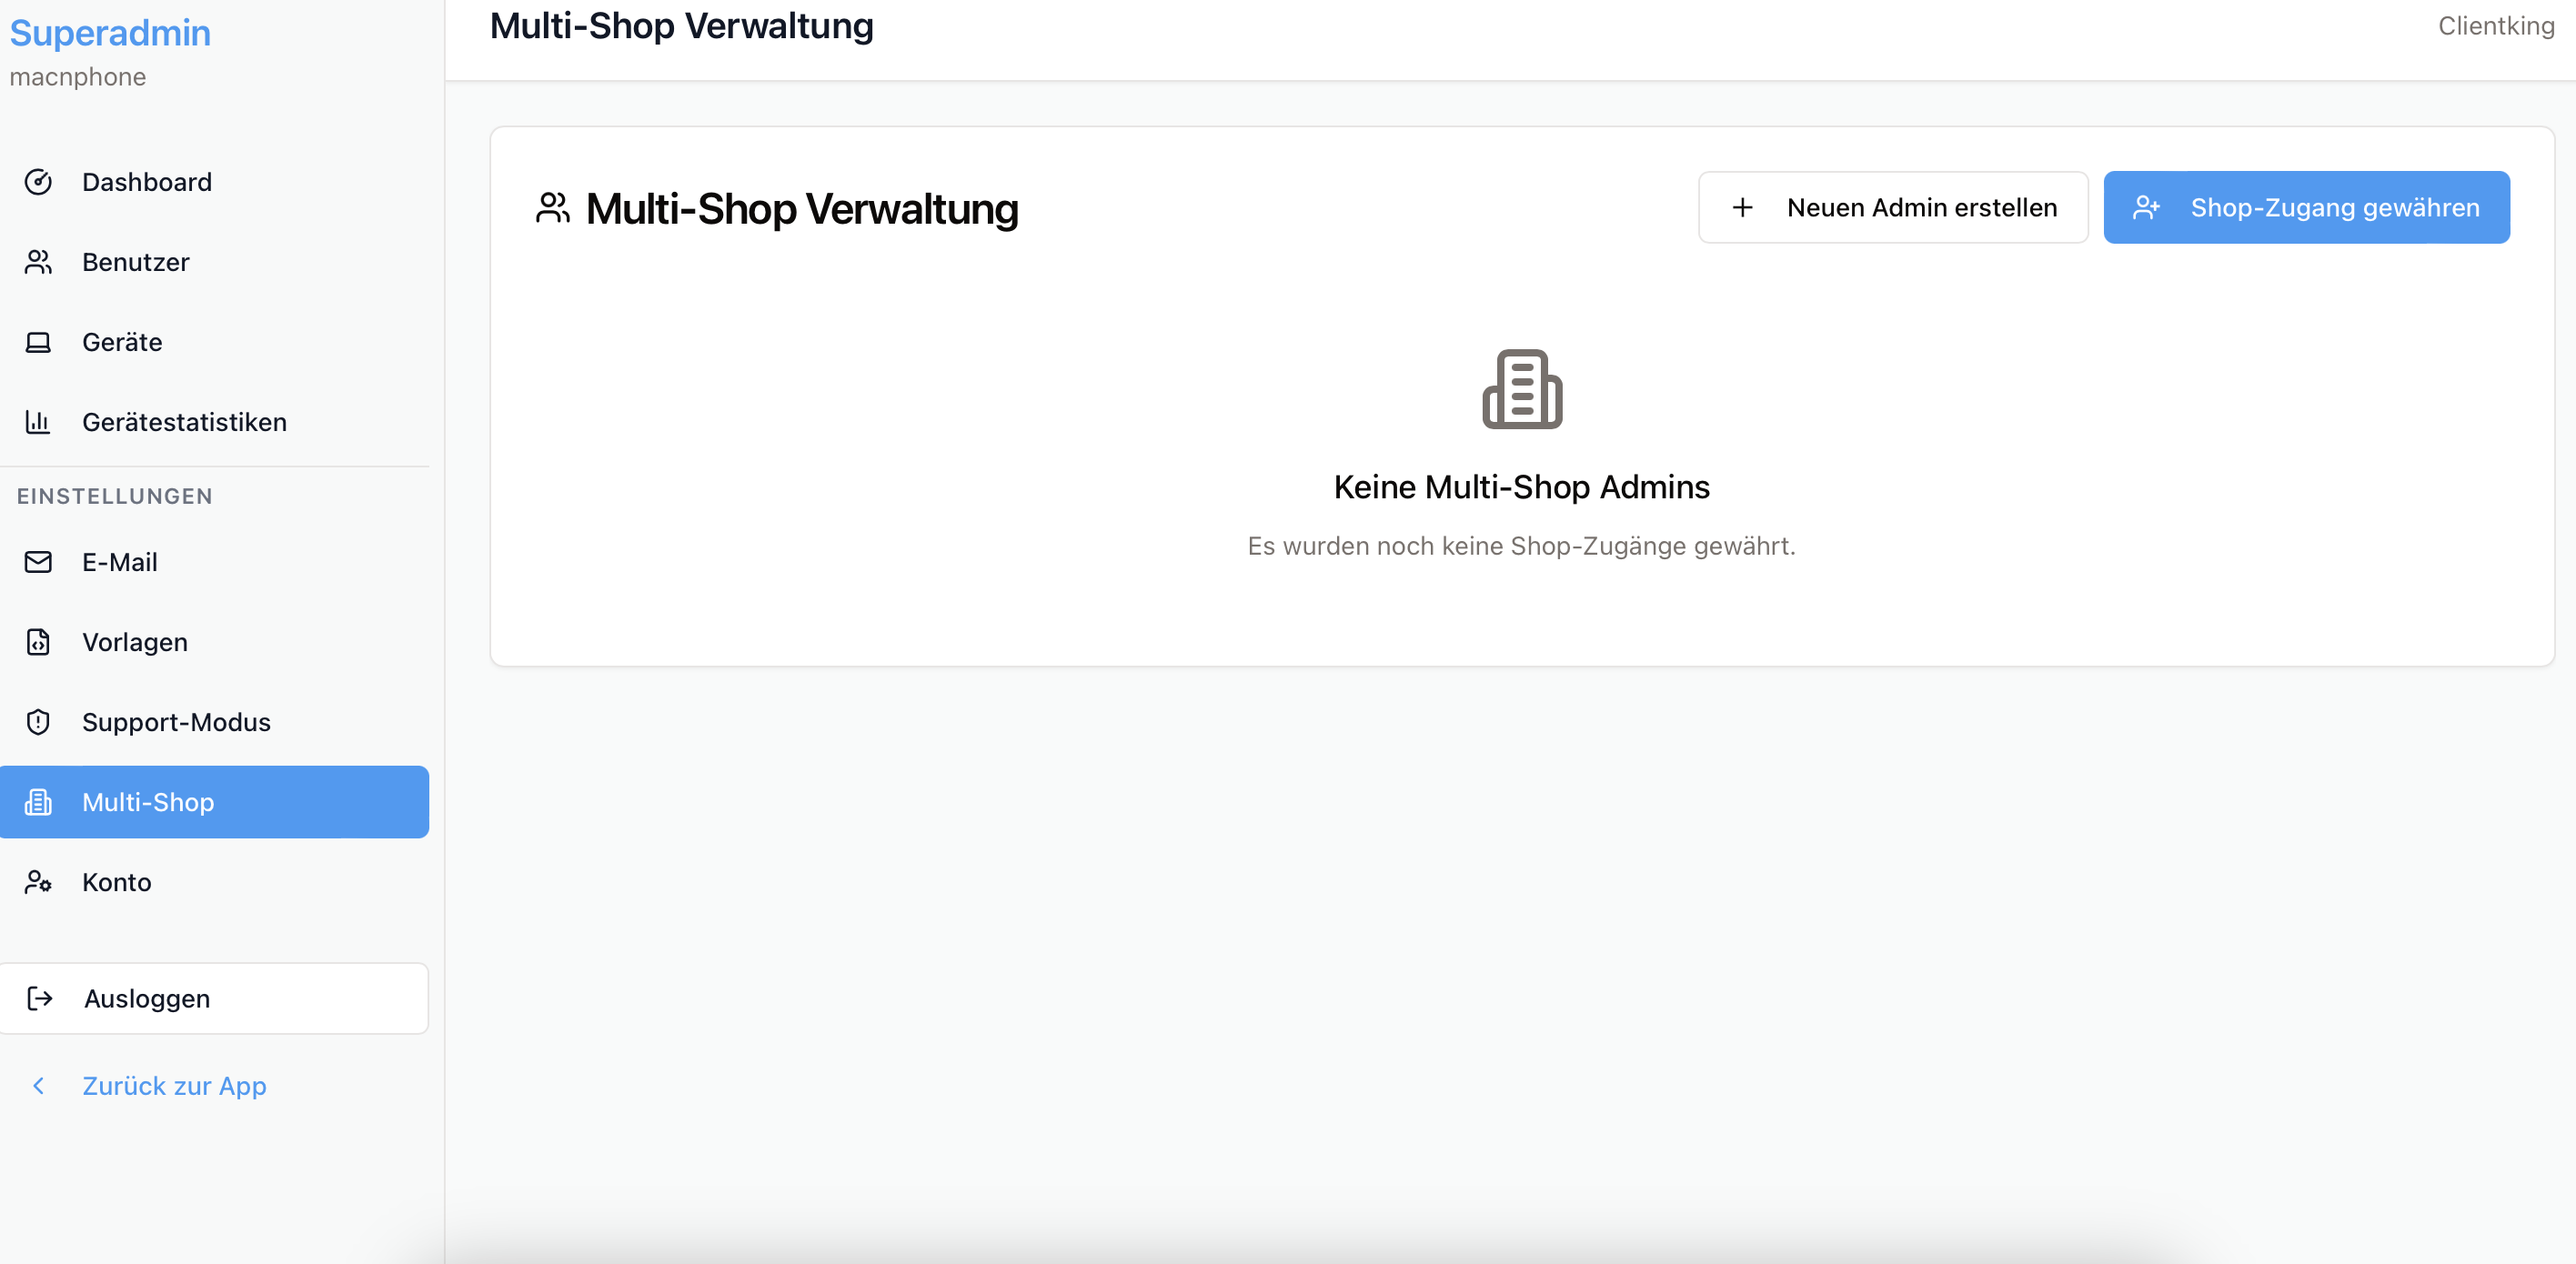 Superadmin
macnphone
Dashboard
Benutzer
Geräte
Gerätestatistiken
EINSTELLUNGEN
E-Mail
Vorlagen
Support-Modus
Multi-Shop
Konto
Ausloggen
Zurück zur App
Multi-Shop Verwaltung
Clientking
Multi-Shop Verwaltung
Neuen Admin erstellen
Shop-Zugang gewähren
Keine Multi-Shop Admins
Es wurden noch keine Shop-Zugänge gewährt.